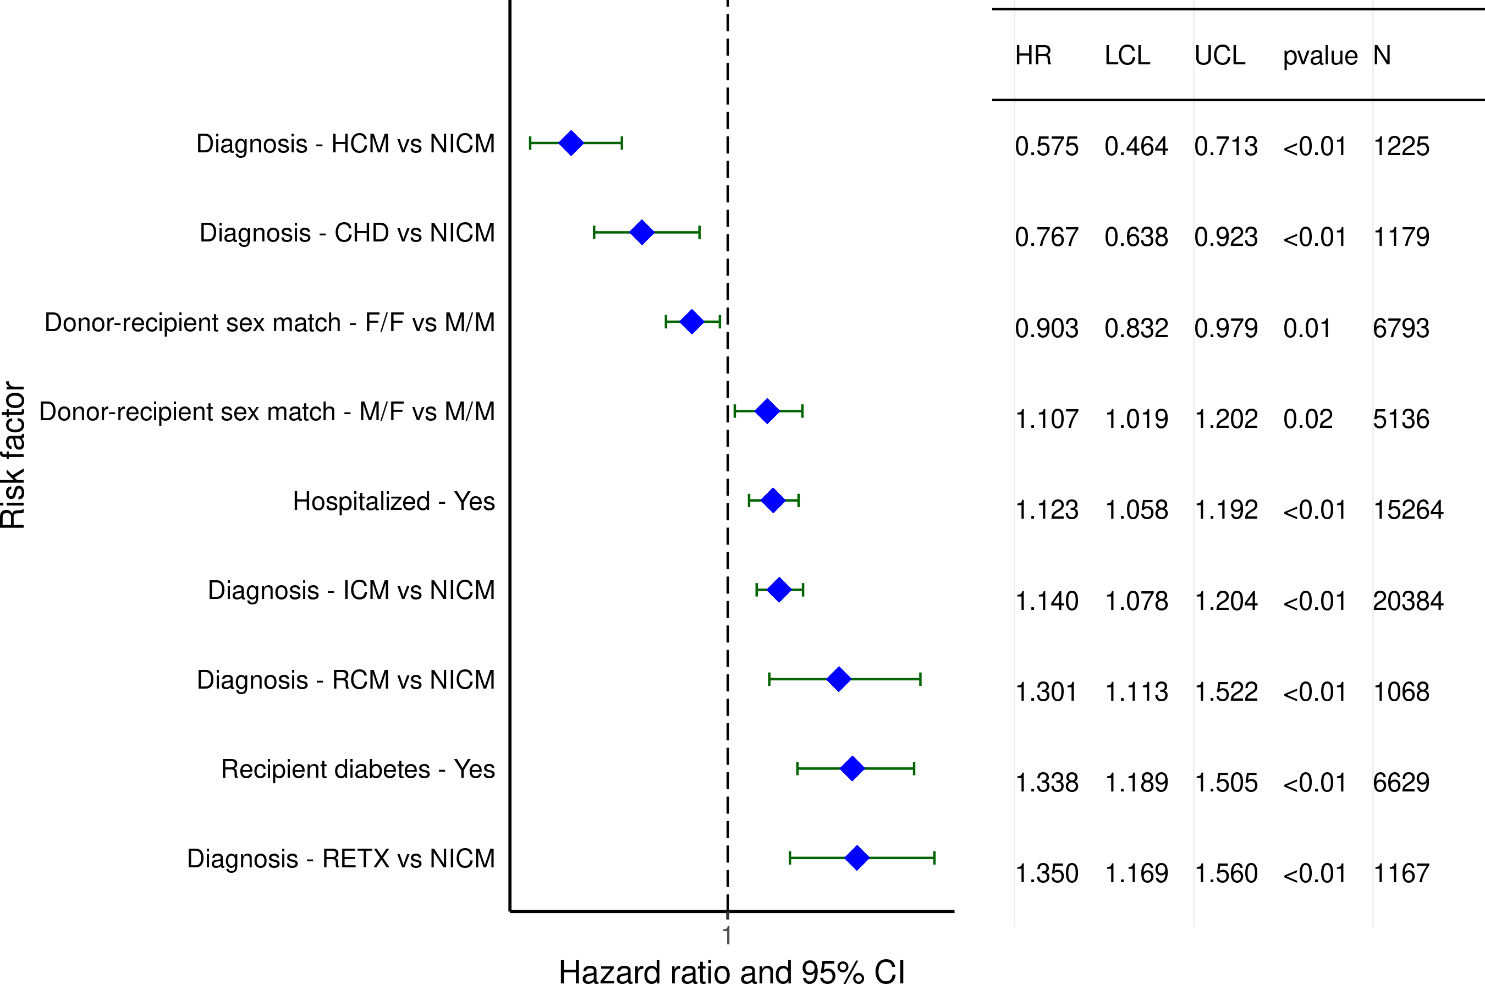 HR LCL UCL pvalue N
Diagnosis - HCM vs NICM 0.575 0.464 0.713 <0.01 1225
Diagnosis - CHD vs NICM 0.767 0.638 0.923 <0.01 1179
Donor-recipient sex match - F/F vs M/M 0.903 0.832 0.979 0.01 6793
Donor-recipient sex match - M/F vs M/M 1.107 1.019 1.202 0.02 5136
Hospitalized - Yes 1.123 1.058 1.192 <0.01 15264
Diagnosis - ICM vs NICM 1.140 1.078 1.204 <0.01 20384
Diagnosis - RCM vs NICM 1.301 1.113 1.522 <0.01 1068
Recipient diabetes - Yes 1.338 1.189 1.505 <0.01 6629
Diagnosis - RETX vs NICM 1.350 1.169 1.560 <0.01 1167
Risk factor
1
Hazard ratio and 95% CI